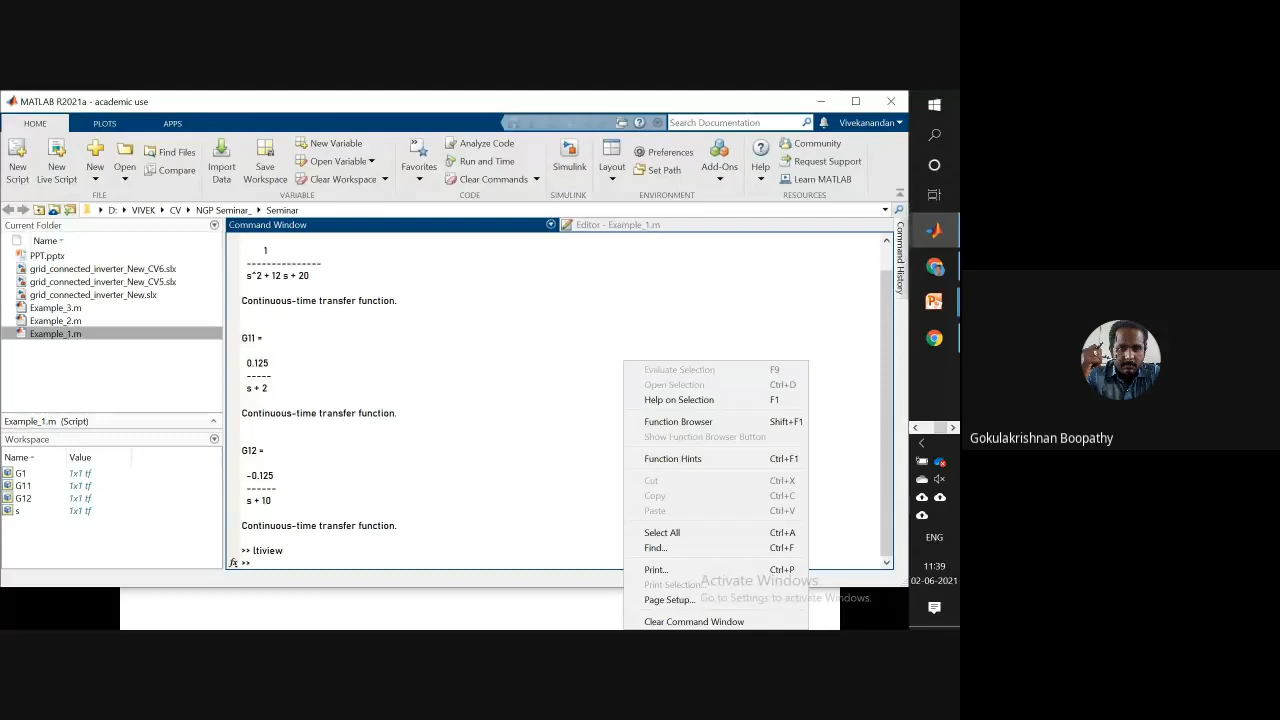 MATLAB R2021a - academic use
HOME PLOTS APPS
Search Documentation
Vivekanandan
New Script
New Live Script
New
Open
Find Files
Compare
FILE
Import Data
Save Workspace
New Variable
Open Variable
Clear Workspace
VARIABLE
Favorites
Analyze Code
Run and Time
Clear Commands
CODE
Simulink
SIMULINK
Layout
Preferences
Set Path
Add-Ons
ENVIRONMENT
Help
Community
Request Support
Learn MATLAB
RESOURCES
D: VIVEK CV NGP Seminar_ Seminar
Current Folder
Name
PPT.pptx
grid_connected_inverter_New_CV6.slx
grid_connected_inverter_New_CV5.slx
grid_connected_inverter_New.slx
Example_3.m
Example_2.m
Example_1.m
Example_1.m (Script)
Workspace
Name Value
G1 1x1 tf
G11 1x1 tf
G12 1x1 tf
s 1x1 tf
Command Window
Editor - Example_1.m
1
---------------
s^2 + 12 s + 20
Continuous-time transfer function.
G11 =
0.125
-----
s + 2
Continuous-time transfer function.
G12 =
-0.125
------
s + 10
Continuous-time transfer function.
>> ltiview
fx >>
Command History
Evaluate Selection F9
Open Selection Ctrl+D
Help on Selection F1
Function Browser Shift+F1
Show Function Browser Button
Function Hints Ctrl+F1
Cut Ctrl+X
Copy Ctrl+C
Paste Ctrl+V
Select All Ctrl+A
Find... Ctrl+F
Print... Ctrl+P
Print Selection...
Page Setup...
Clear Command Window
Activate Windows
Go to Settings to activate Windows.
ENG
11:39
02-06-2021
Gokulakrishnan Boopathy